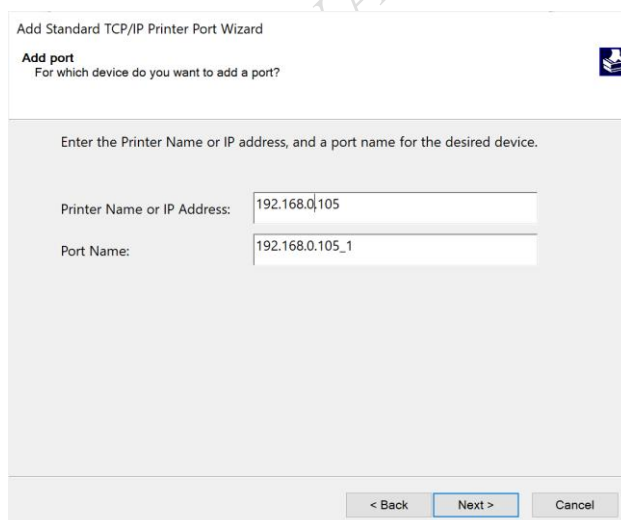 Add Standard TCP/IP Printer Port Wizard
Add port
For which device do you want to add a port?
Enter the Printer Name or IP address, and a port name for the desired device.
Printer Name or IP Address: 192.168.0.105
Port Name: 192.168.0.105_1
< Back Next > Cancel